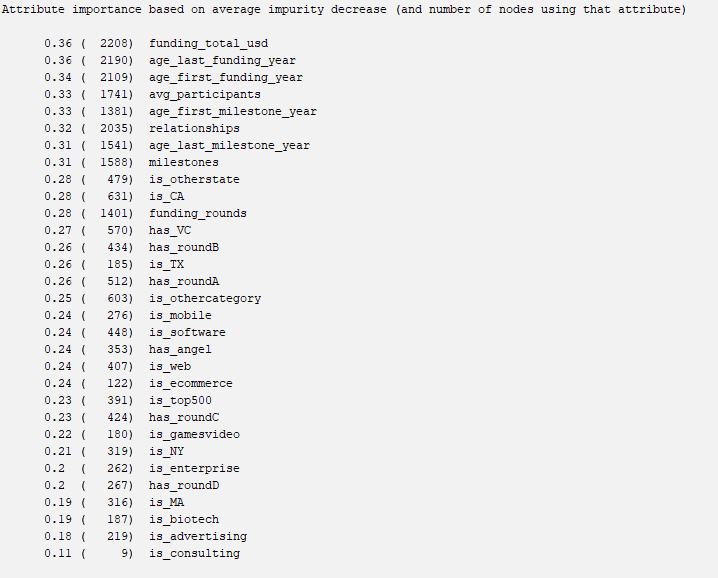 Attribute importance based on average impurity decrease (and number of nodes using that attribute)
0.36 ( 2208) funding_total_usd
0.36 ( 2190) age_last_funding_year
0.34 ( 2109) age_first_funding_year
0.33 ( 1741) avg_participants
0.33 ( 1381) age_first_milestone_year
0.32 ( 2035) relationships
0.31 ( 1541) age_last_milestone_year
0.31 ( 1588) milestones
0.28 ( 479) is_otherstate
0.28 ( 631) is_CA
0.28 ( 1401) funding_rounds
0.27 ( 570) has_VC
0.26 ( 434) has_roundB
0.26 ( 185) is_TX
0.26 ( 512) has_roundA
0.25 ( 603) is_othercategory
0.24 ( 276) is_mobile
0.24 ( 448) is_software
0.24 ( 353) has_angel
0.24 ( 407) is_web
0.24 ( 122) is_ecommerce
0.23 ( 391) is_top500
0.23 ( 424) has_roundC
0.22 ( 180) is_gamesvideo
0.21 ( 319) is_NY
0.2 ( 262) is_enterprise
0.2 ( 267) has_roundD
0.19 ( 316) is_MA
0.19 ( 187) is_biotech
0.18 ( 219) is_advertising
0.11 ( 9) is_consulting